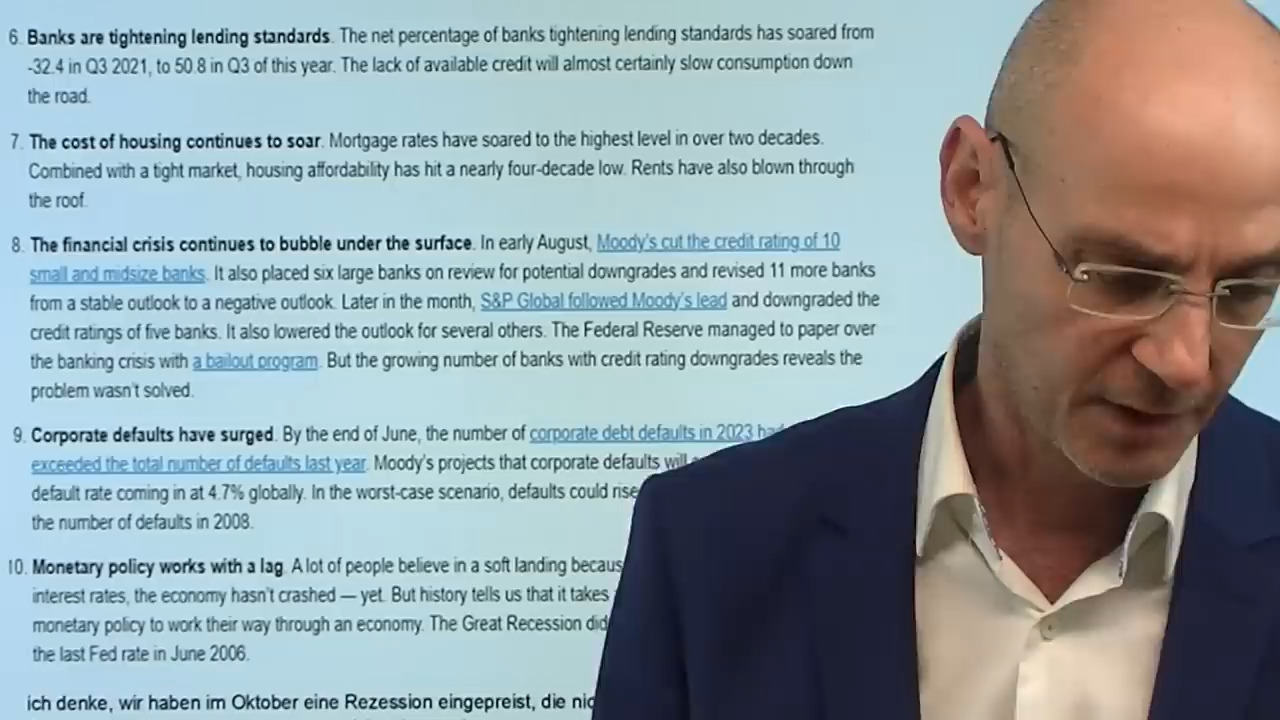 6. Banks are tightening lending standards. The net percentage of banks tightening lending standards has soared from
-32.4 in Q3 2021, to 50.8 in Q3 of this year. The lack of available credit will almost certainly slow consumption down
the road.
7. The cost of housing continues to soar. Mortgage rates have soared to the highest level in over two decades.
Combined with a tight market, housing affordability has hit a nearly four-decade low. Rents have also blown through
the roof.
8. The financial crisis continues to bubble under the surface. In early August, Moody's cut the credit rating of 10
small and midsize banks. It also placed six large banks on review for potential downgrades and revised 11 more banks
from a stable outlook to a negative outlook. Later in the month, S&P Global followed Moody's lead and downgraded the
credit ratings of five banks. It also lowered the outlook for several others. The Federal Reserve managed to paper over
the banking crisis with a bailout program. But the growing number of banks with credit rating downgrades reveals the
problem wasn't solved.
9. Corporate defaults have surged. By the end of June, the number of corporate debt defaults in 2023 had
exceeded the total number of defaults last year. Moody's projects that corporate defaults will
default rate coming in at 4.7% globally. In the worst-case scenario, defaults could rise
the number of defaults in 2008.
10. Monetary policy works with a lag. A lot of people believe in a soft landing
interest rates, the economy hasn't crashed — yet. But history tells us that it takes
monetary policy to work their way through an economy. The Great Recession
the last Fed rate in June 2006.
ich denke, wir haben im Oktober eine Rezession eingepreist, die